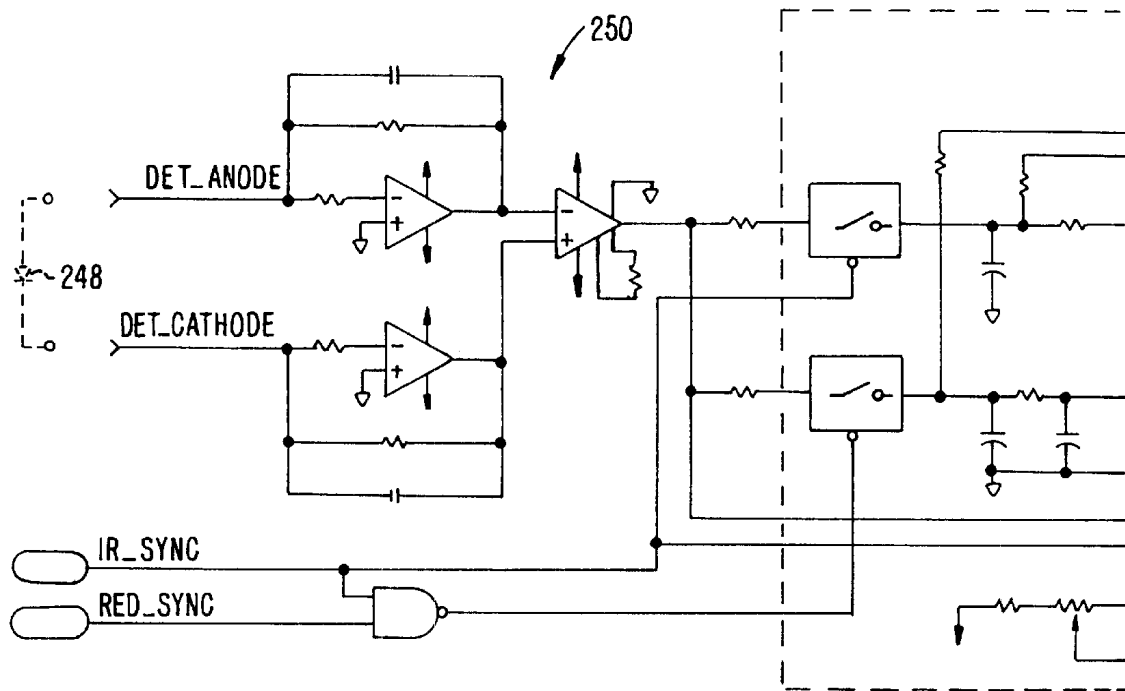 250
DET_ANODE
248
DET_CATHODE
IR_SYNC
RED_SYNC
-
+
-
+
-
+